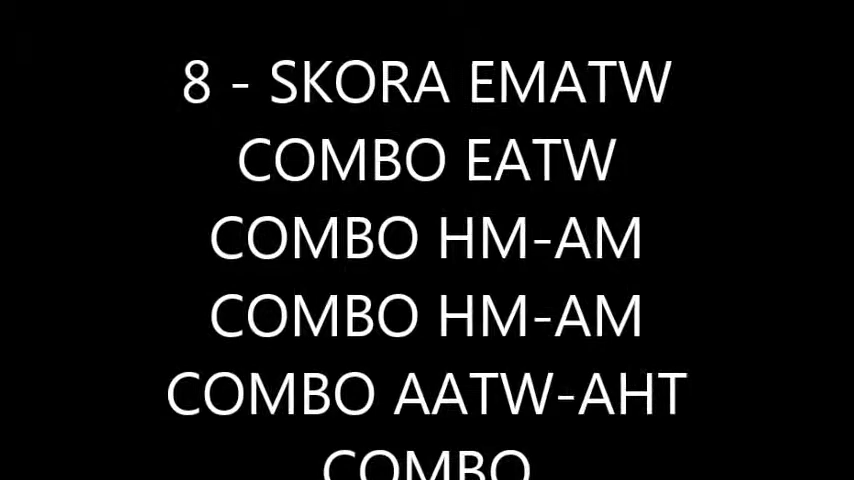 8 - SKORA EMATW
COMBO EATW
COMBO HM-AM
COMBO HM-AM
COMBO AATW-AHT
COMBO